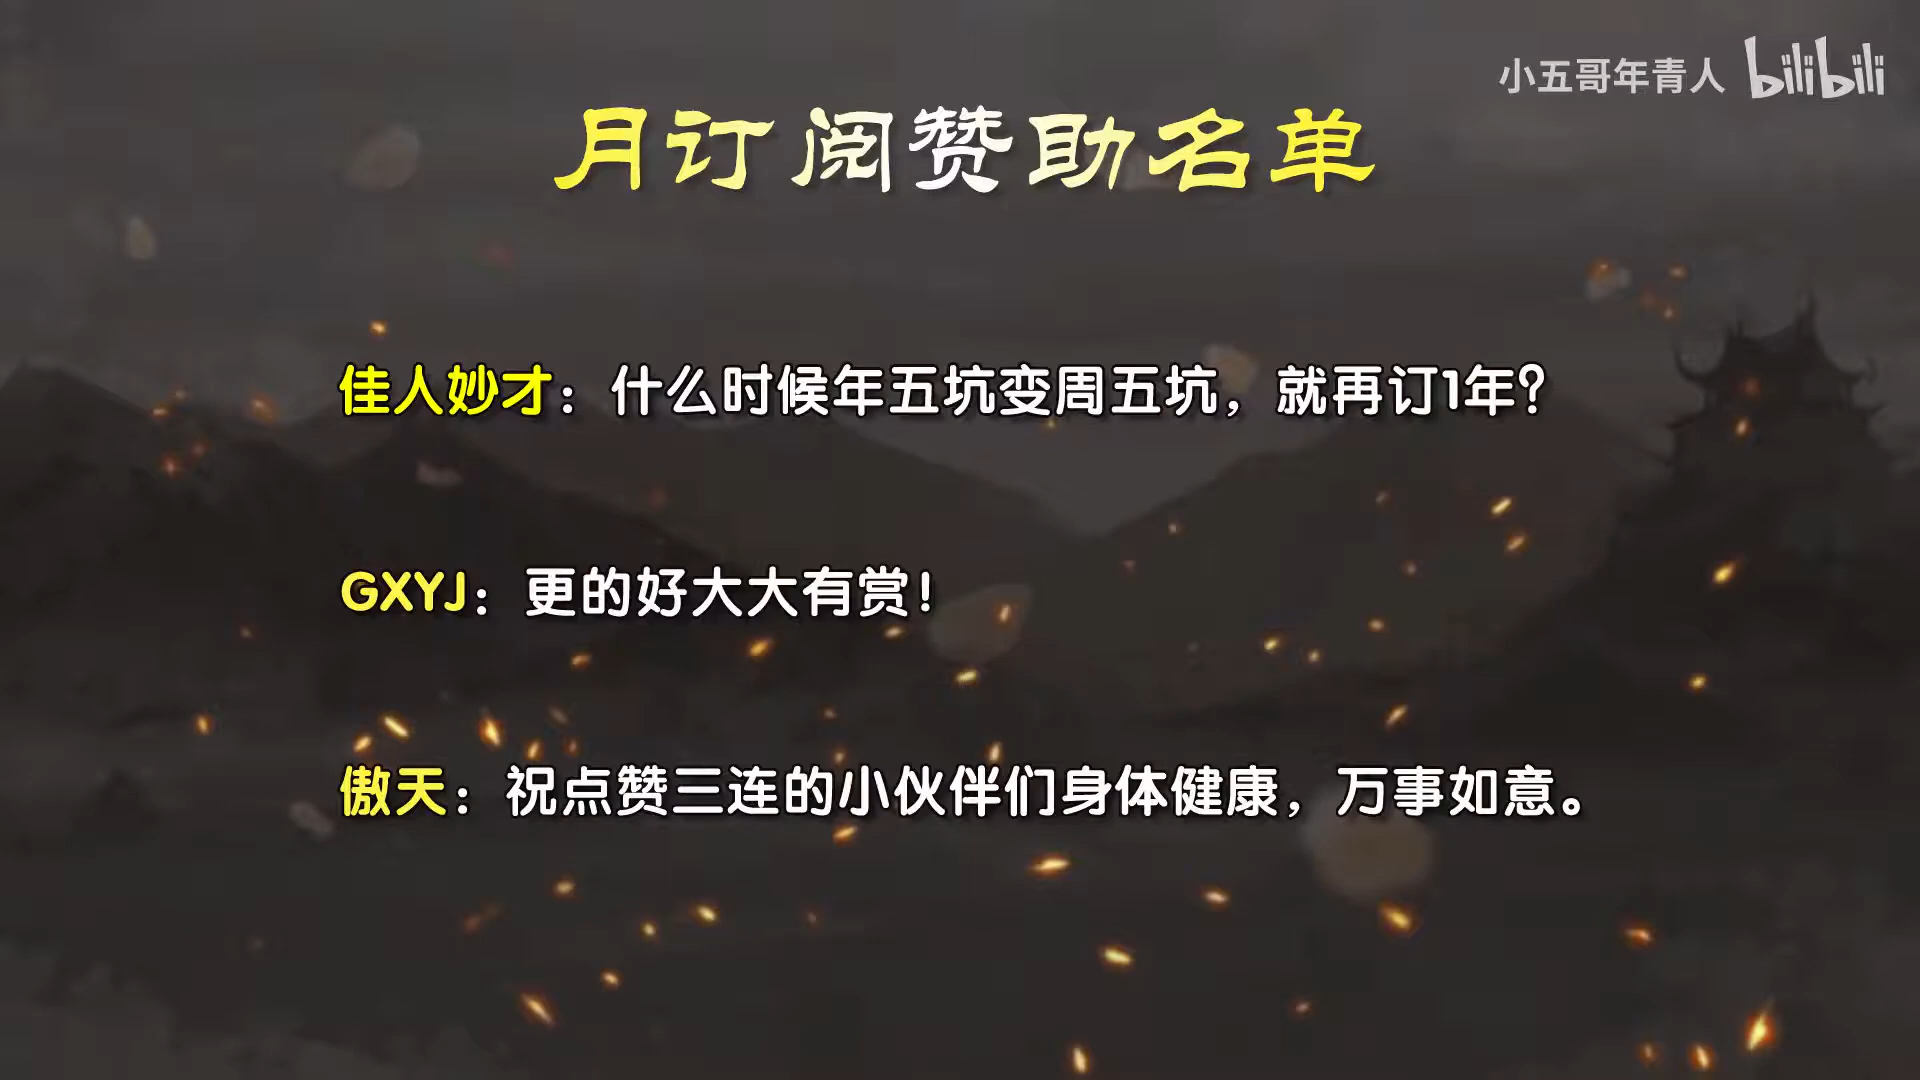 小五哥年青人 bilibili
月订阅赞助名单
佳人妙才：什么时候年五坑变周五坑，就再订1年？
GXYJ：更的好大大有赏！
傲天：祝点赞三连的小伙伴们身体健康，万事如意。